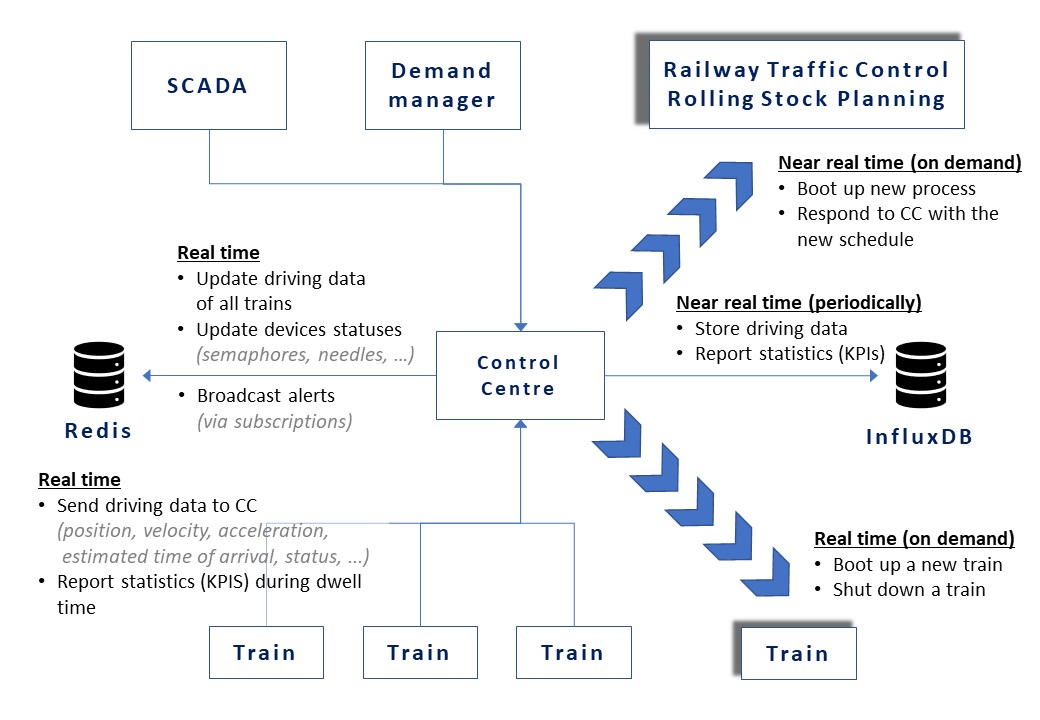 SCADA
Demand
manager
Railway Traffic Control
Rolling Stock Planning
Near real time (on demand)
• Boot up new process
• Respond to CC with the
new schedule
Real time
• Update driving data
of all trains
• Update devices statuses
(semaphores, needles, ...)
• Broadcast alerts
(via subscriptions)
Near real time (periodically)
• Store driving data
• Report statistics (KPIs)
Control
Centre
Redis
InfluxDB
Real time
• Send driving data to CC
(position, velocity, acceleration,
estimated time of arrival, status, ...)
• Report statistics (KPIS) during dwell
time
Real time (on demand)
• Boot up a new train
• Shut down a train
Train
Train
Train
Train